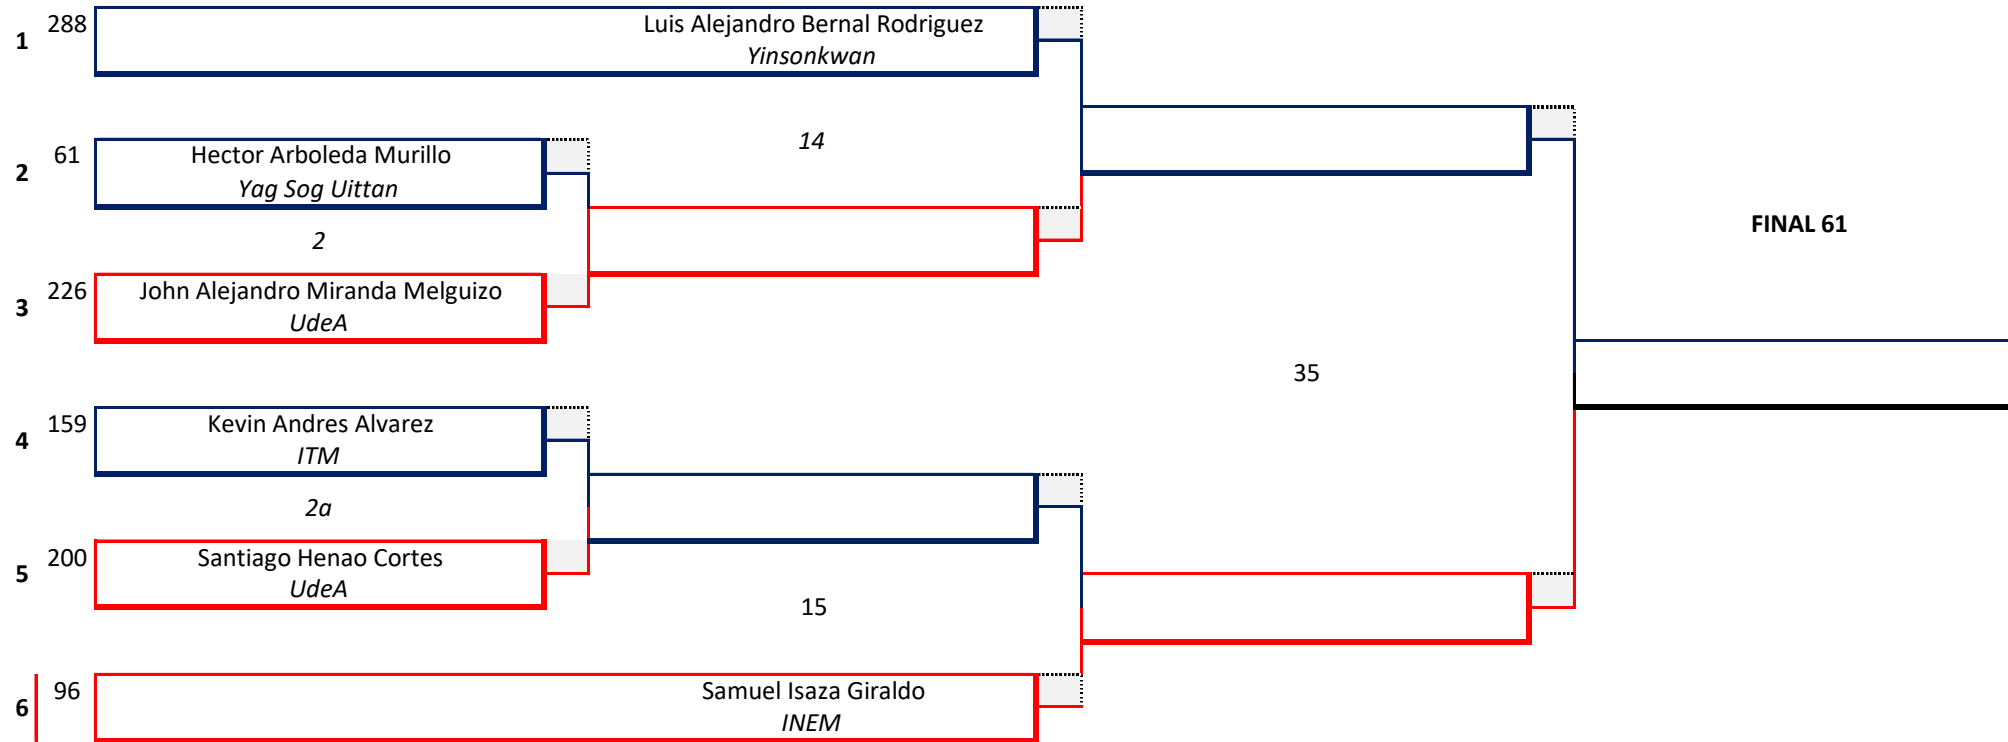 288
1
Luis Alejandro Bernal Rodriguez
Yinsonkwan
14
61
2
Hector Arboleda Murillo
Yag Sog Uittan
FINAL 61
2
226
3
John Alejandro Miranda Melguizo
UdeA
35
159
4
Kevin Andres Alvarez
ITM
2a
200
5
Santiago Henao Cortes
UdeA
15
96
6
Samuel Isaza Giraldo
INEM